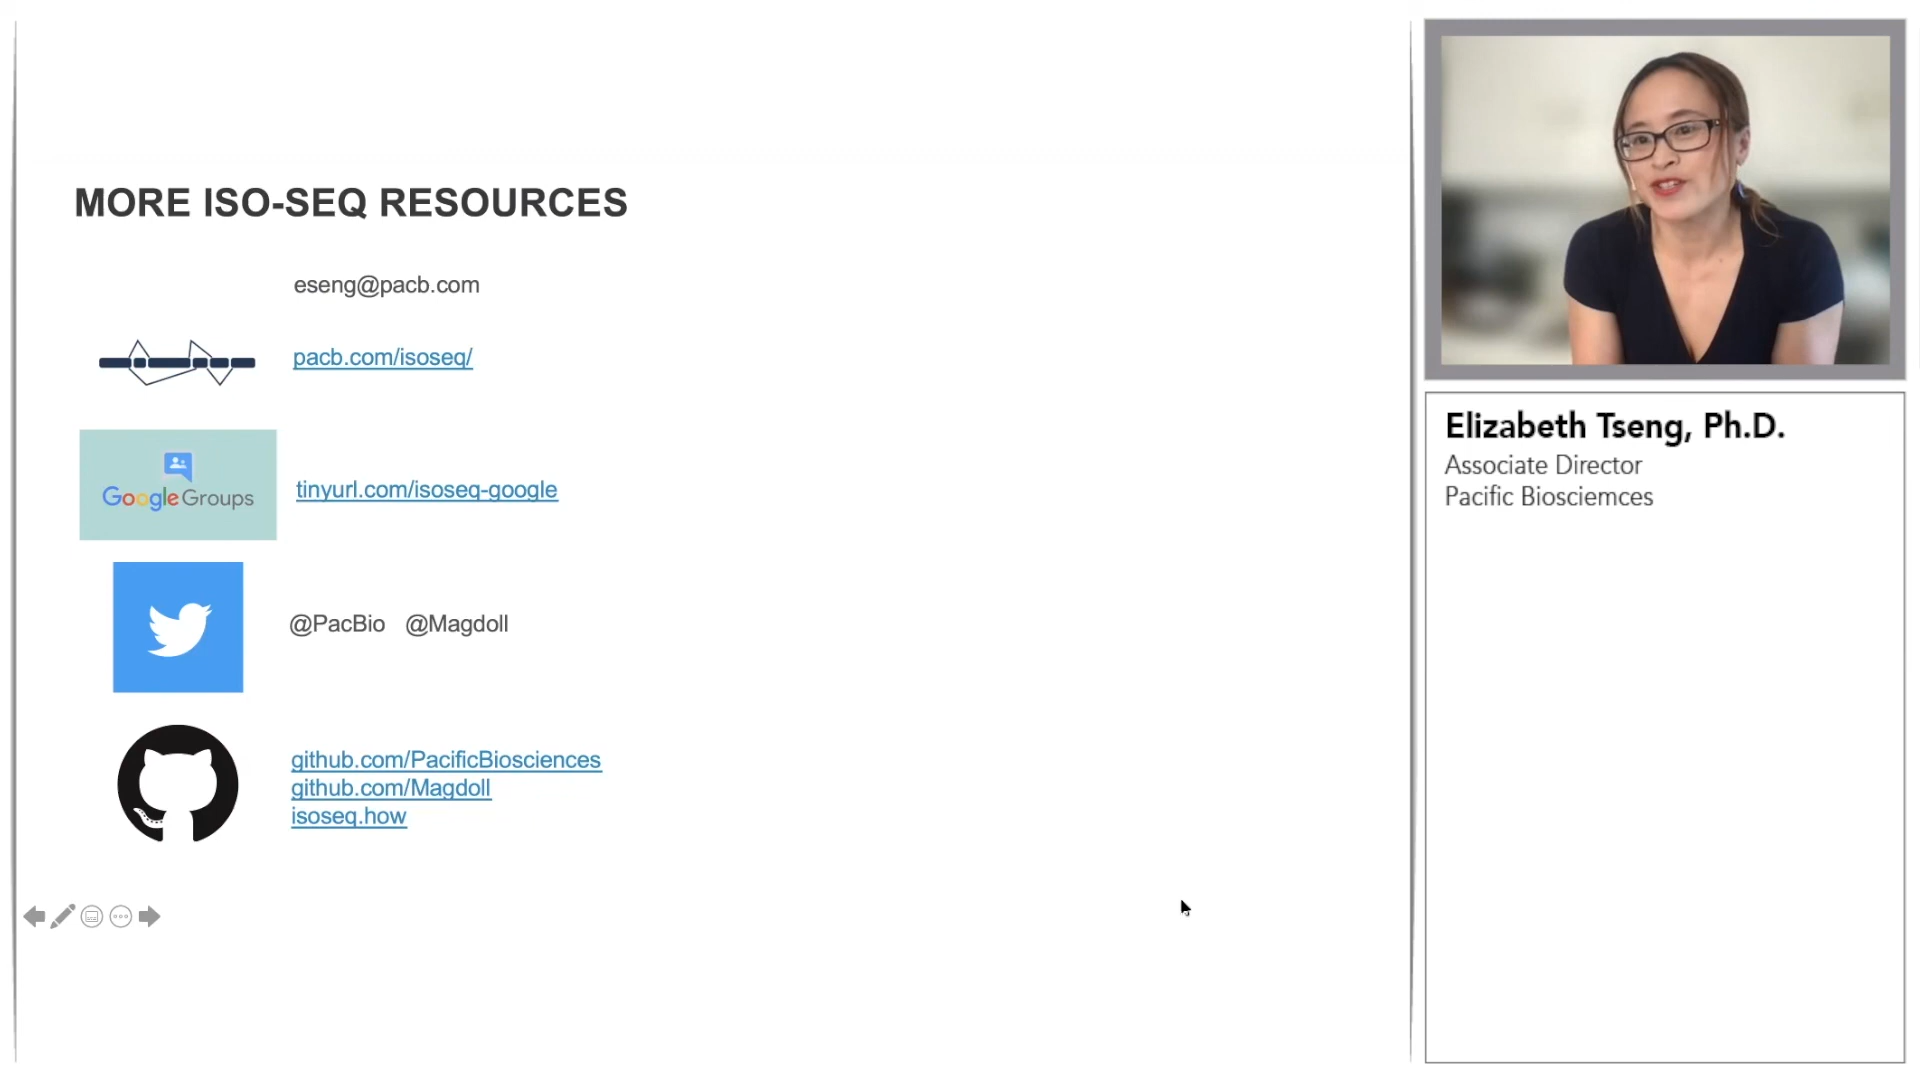 MORE ISO-SEQ RESOURCES
eseng@pacb.com
pacb.com/isoseq/
Google Groups
tinyurl.com/isoseq-google
@PacBio @Magdoll
github.com/PacificBiosciences
github.com/Magdoll
isoseq.how
Elizabeth Tseng, Ph.D.
Associate Director
Pacific Biosciemces